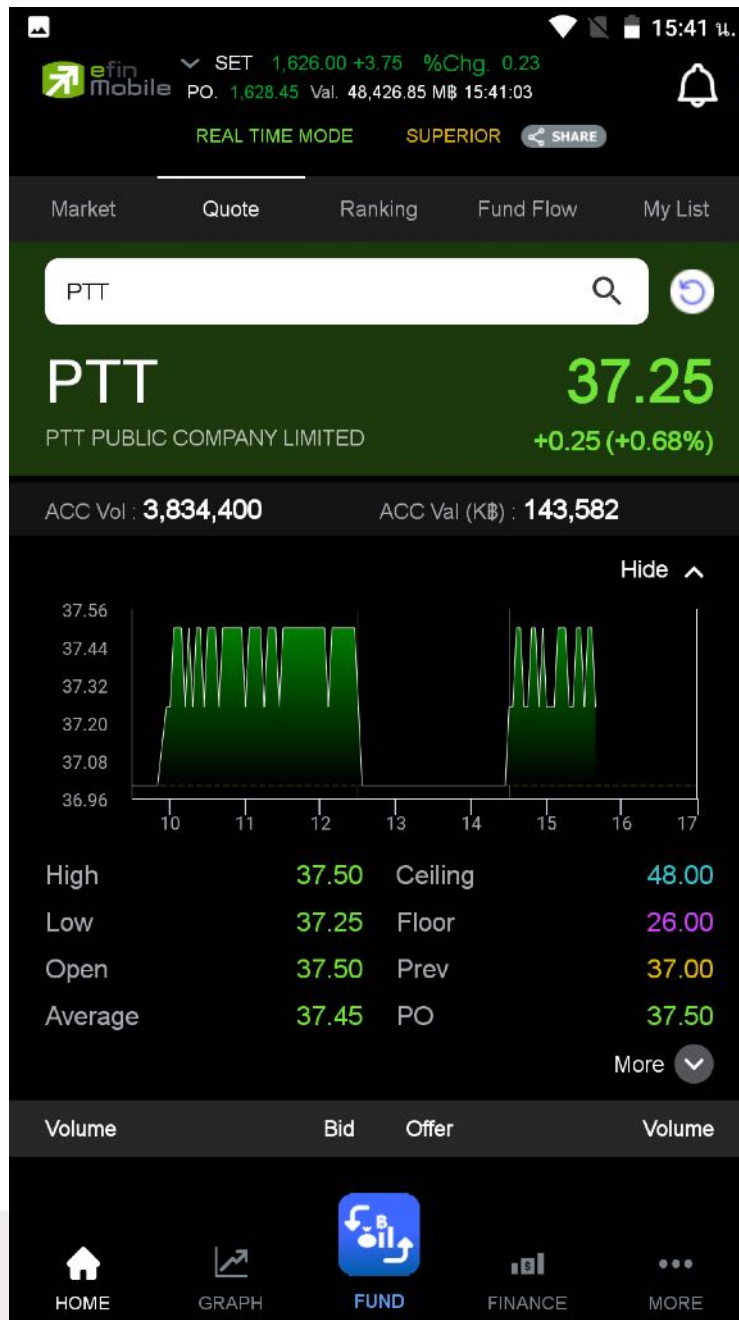 15:41 น.
efin Mobile
SET 1,626.00 +3.75 %Chg. 0.23
PO. 1,628.45 Val. 48,426.85 M฿ 15:41:03
REAL TIME MODE SUPERIOR SHARE
Market Quote Ranking Fund Flow My List
PTT
PTT 37.25
PTT PUBLIC COMPANY LIMITED +0.25 (+0.68%)
ACC Vol : 3,834,400 ACC Val (K฿) : 143,582
Hide
37.56
37.44
37.32
37.20
37.08
36.96
10 11 12 13 14 15 16 17
High 37.50 Ceiling 48.00
Low 37.25 Floor 26.00
Open 37.50 Prev 37.00
Average 37.45 PO 37.50
More
Volume Bid Offer Volume
B
Oil
HOME GRAPH FUND FINANCE MORE